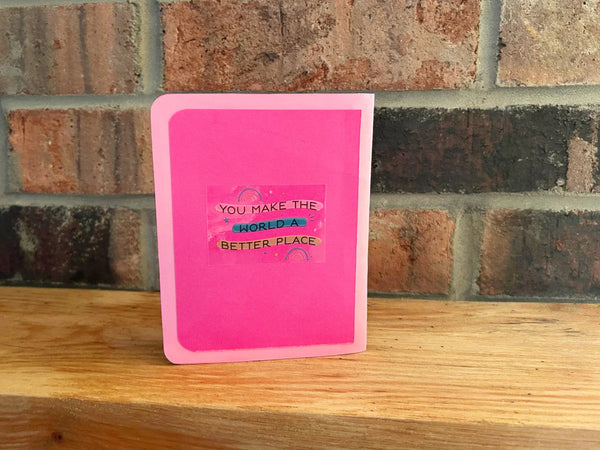 YOU MAKE THE
WORLD A
BETTER PLACE